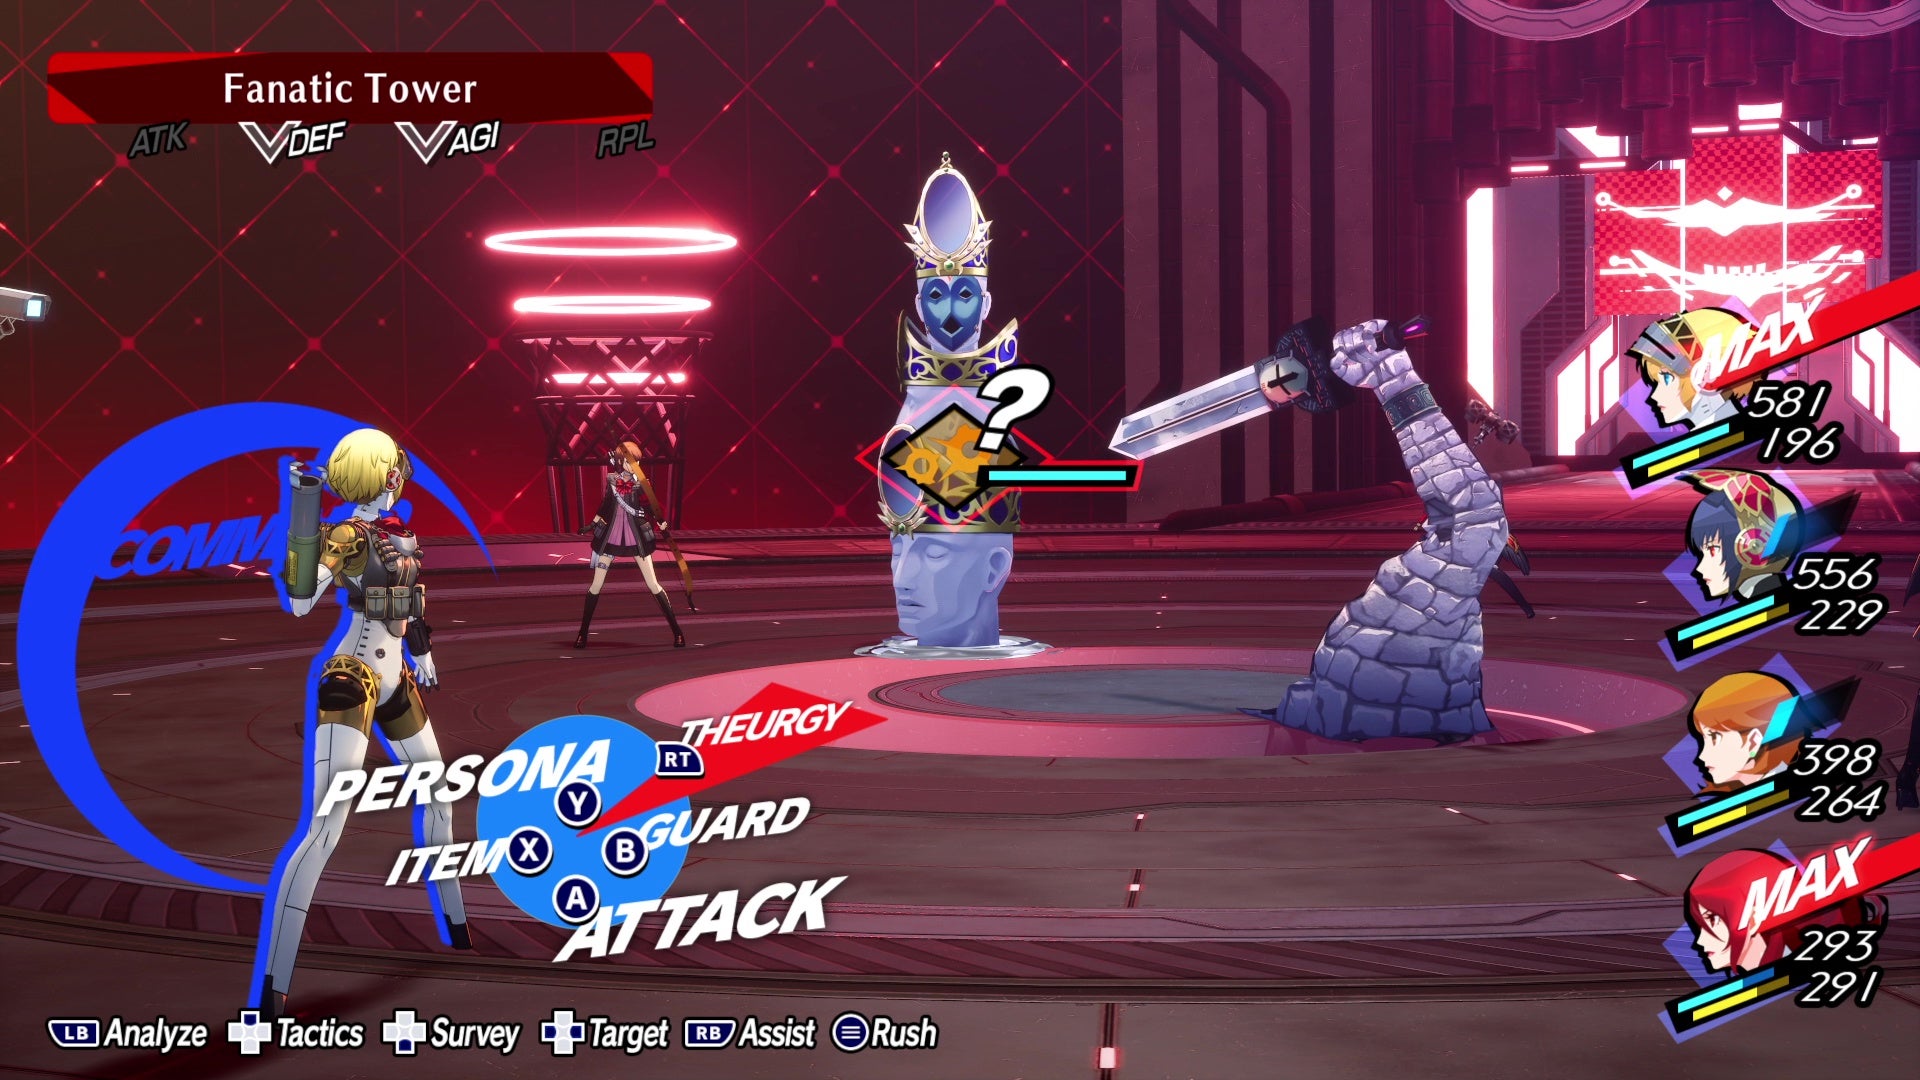 Fanatic Tower
ATK DEF AGI RPL
?
MAX
581
196
556
229
398
264
MAX
293
291
THEURGY
RT
PERSONA
Y
ITEM X
B GUARD
A
ATTACK
LB Analyze Tactics Survey Target RB Assist Rush